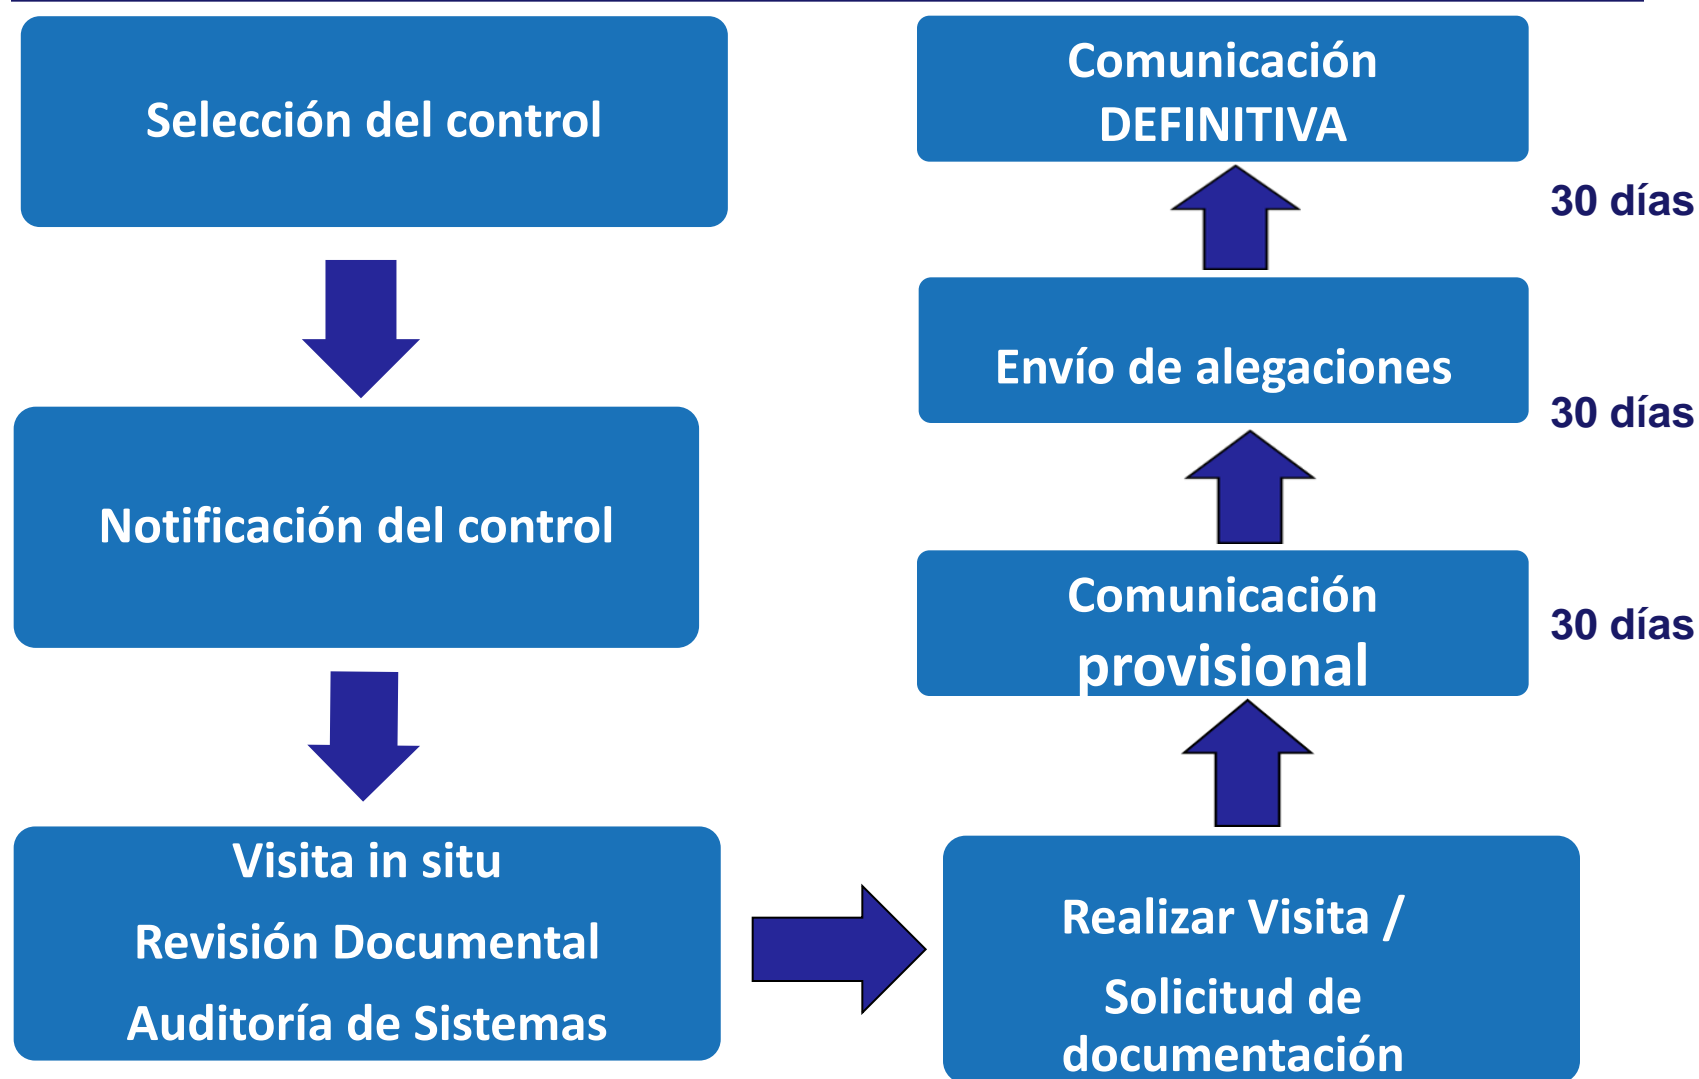 Selección del control
Notificación del control
Visita in situ
Revisión Documental
Auditoría de Sistemas
Realizar Visita /
Solicitud de
documentación
Comunicación
provisional
30 días
Envío de alegaciones
30 días
Comunicación
DEFINITIVA
30 días